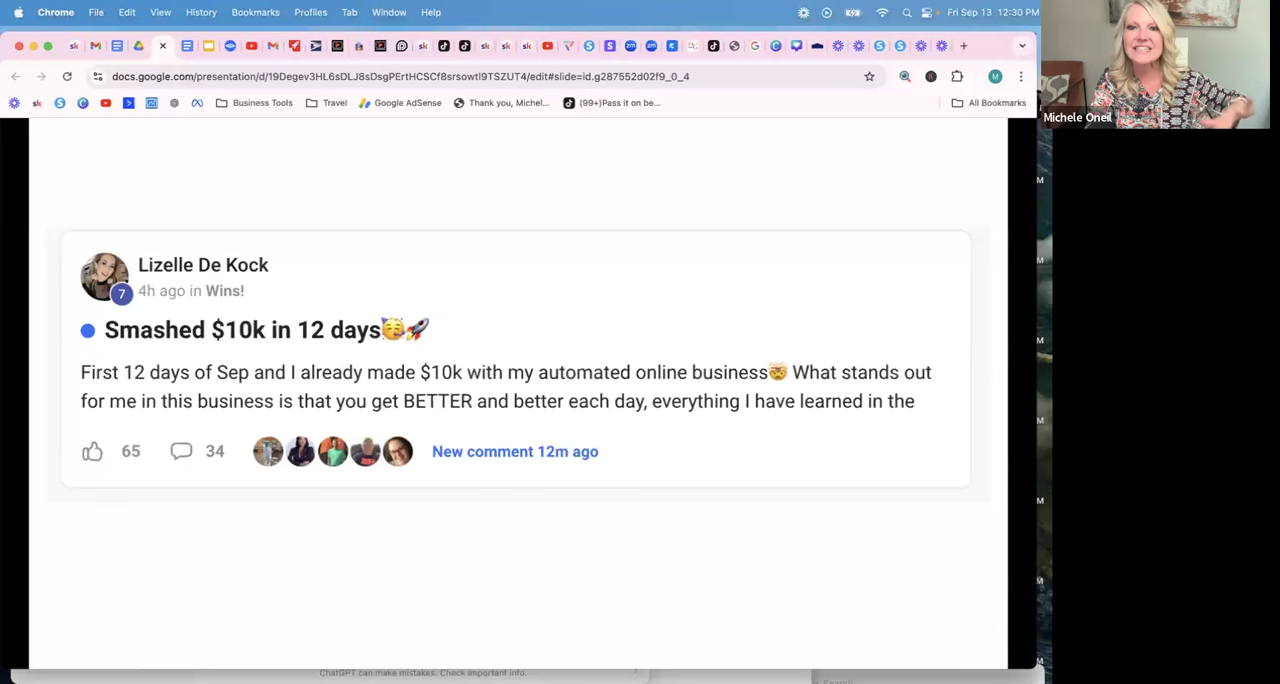 Chrome File Edit View History Bookmarks Profiles Tab Window Help
Fri Sep 13 12:30 PM
docs.google.com/presentation/d/19Degev3HL6sDLJ8sDsgPErtHCSCf8srsowtI9TSZUT4/edit#slide=id.g287552d02f9_0_4
Business Tools Travel Google AdSense Thank you, Michel... (99+)Pass it on be... All Bookmarks
Michele Oneil
Lizelle De Kock
7
4h ago in Wins!
Smashed $10k in 12 days🥳🚀
First 12 days of Sep and I already made $10k with my automated online business🤯 What stands out
for me in this business is that you get BETTER and better each day, everything I have learned in the
65 34 New comment 12m ago
ChatGPT can make mistakes. Check important info.
Search